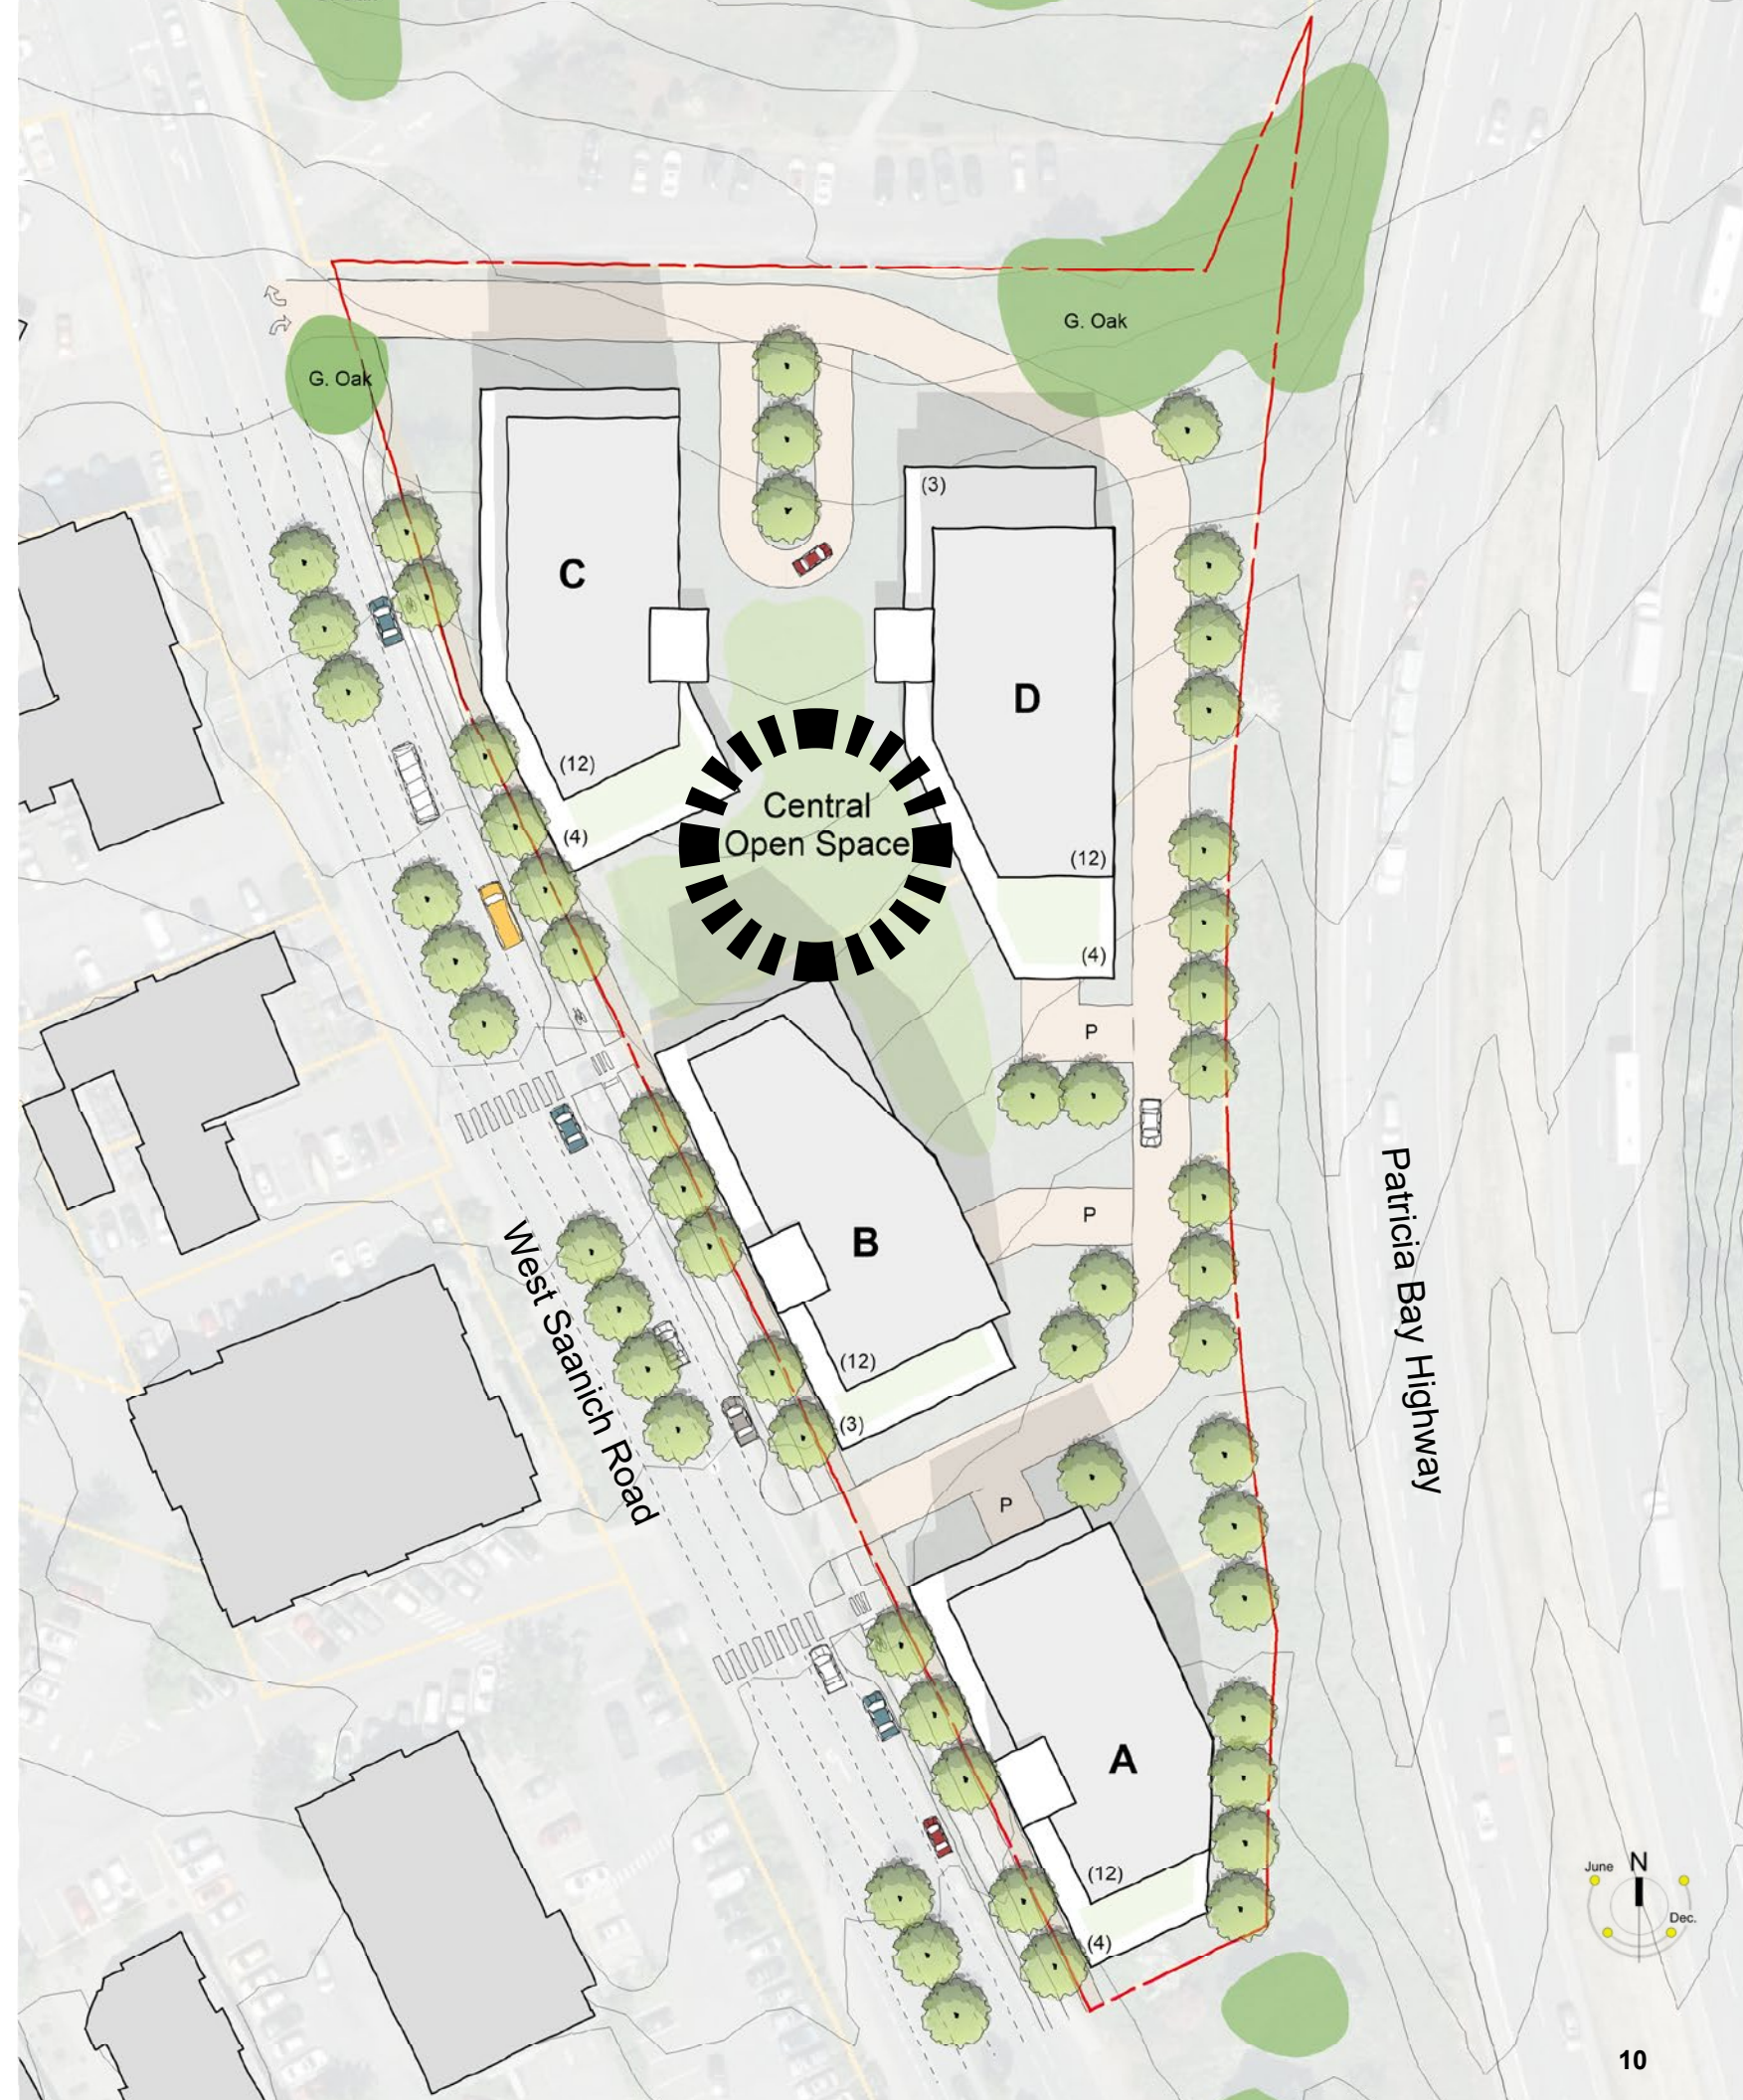 G. Oak
G. Oak
C
(3)
D
(12)
(4)
Central
Open Space
(12)
(4)
P
P
West Saanich Road
Patricia Bay Highway
B
(12)
(3)
P
A
(12)
(4)
June
N
Dec.
10